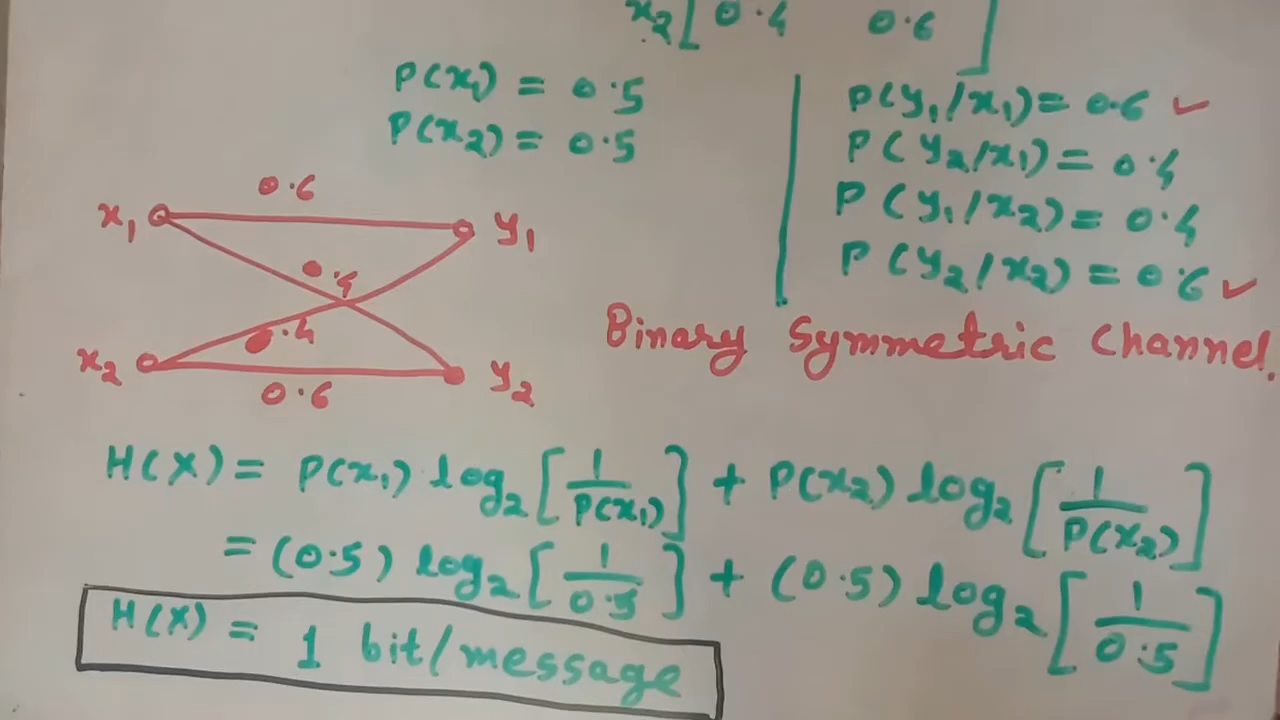 x₂[ 0.4 0.6 ]
P(x₁) = 0.5
P(x₂) = 0.5
P(y₁/x₁) = 0.6 ✓
P(y₂/x₁) = 0.4
P(y₁/x₂) = 0.4
P(y₂/x₂) = 0.6 ✓
0.6
x₁ y₁
0.4
0.4
x₂ y₂
0.6
Binary Symmetric Channel.
H(X) = P(x₁) log₂ [1/P(x₁)] + P(x₂) log₂ [1/P(x₂)]
= (0.5) log₂ [1/0.5] + (0.5) log₂ [1/0.5]
H(X) = 1 bit/message